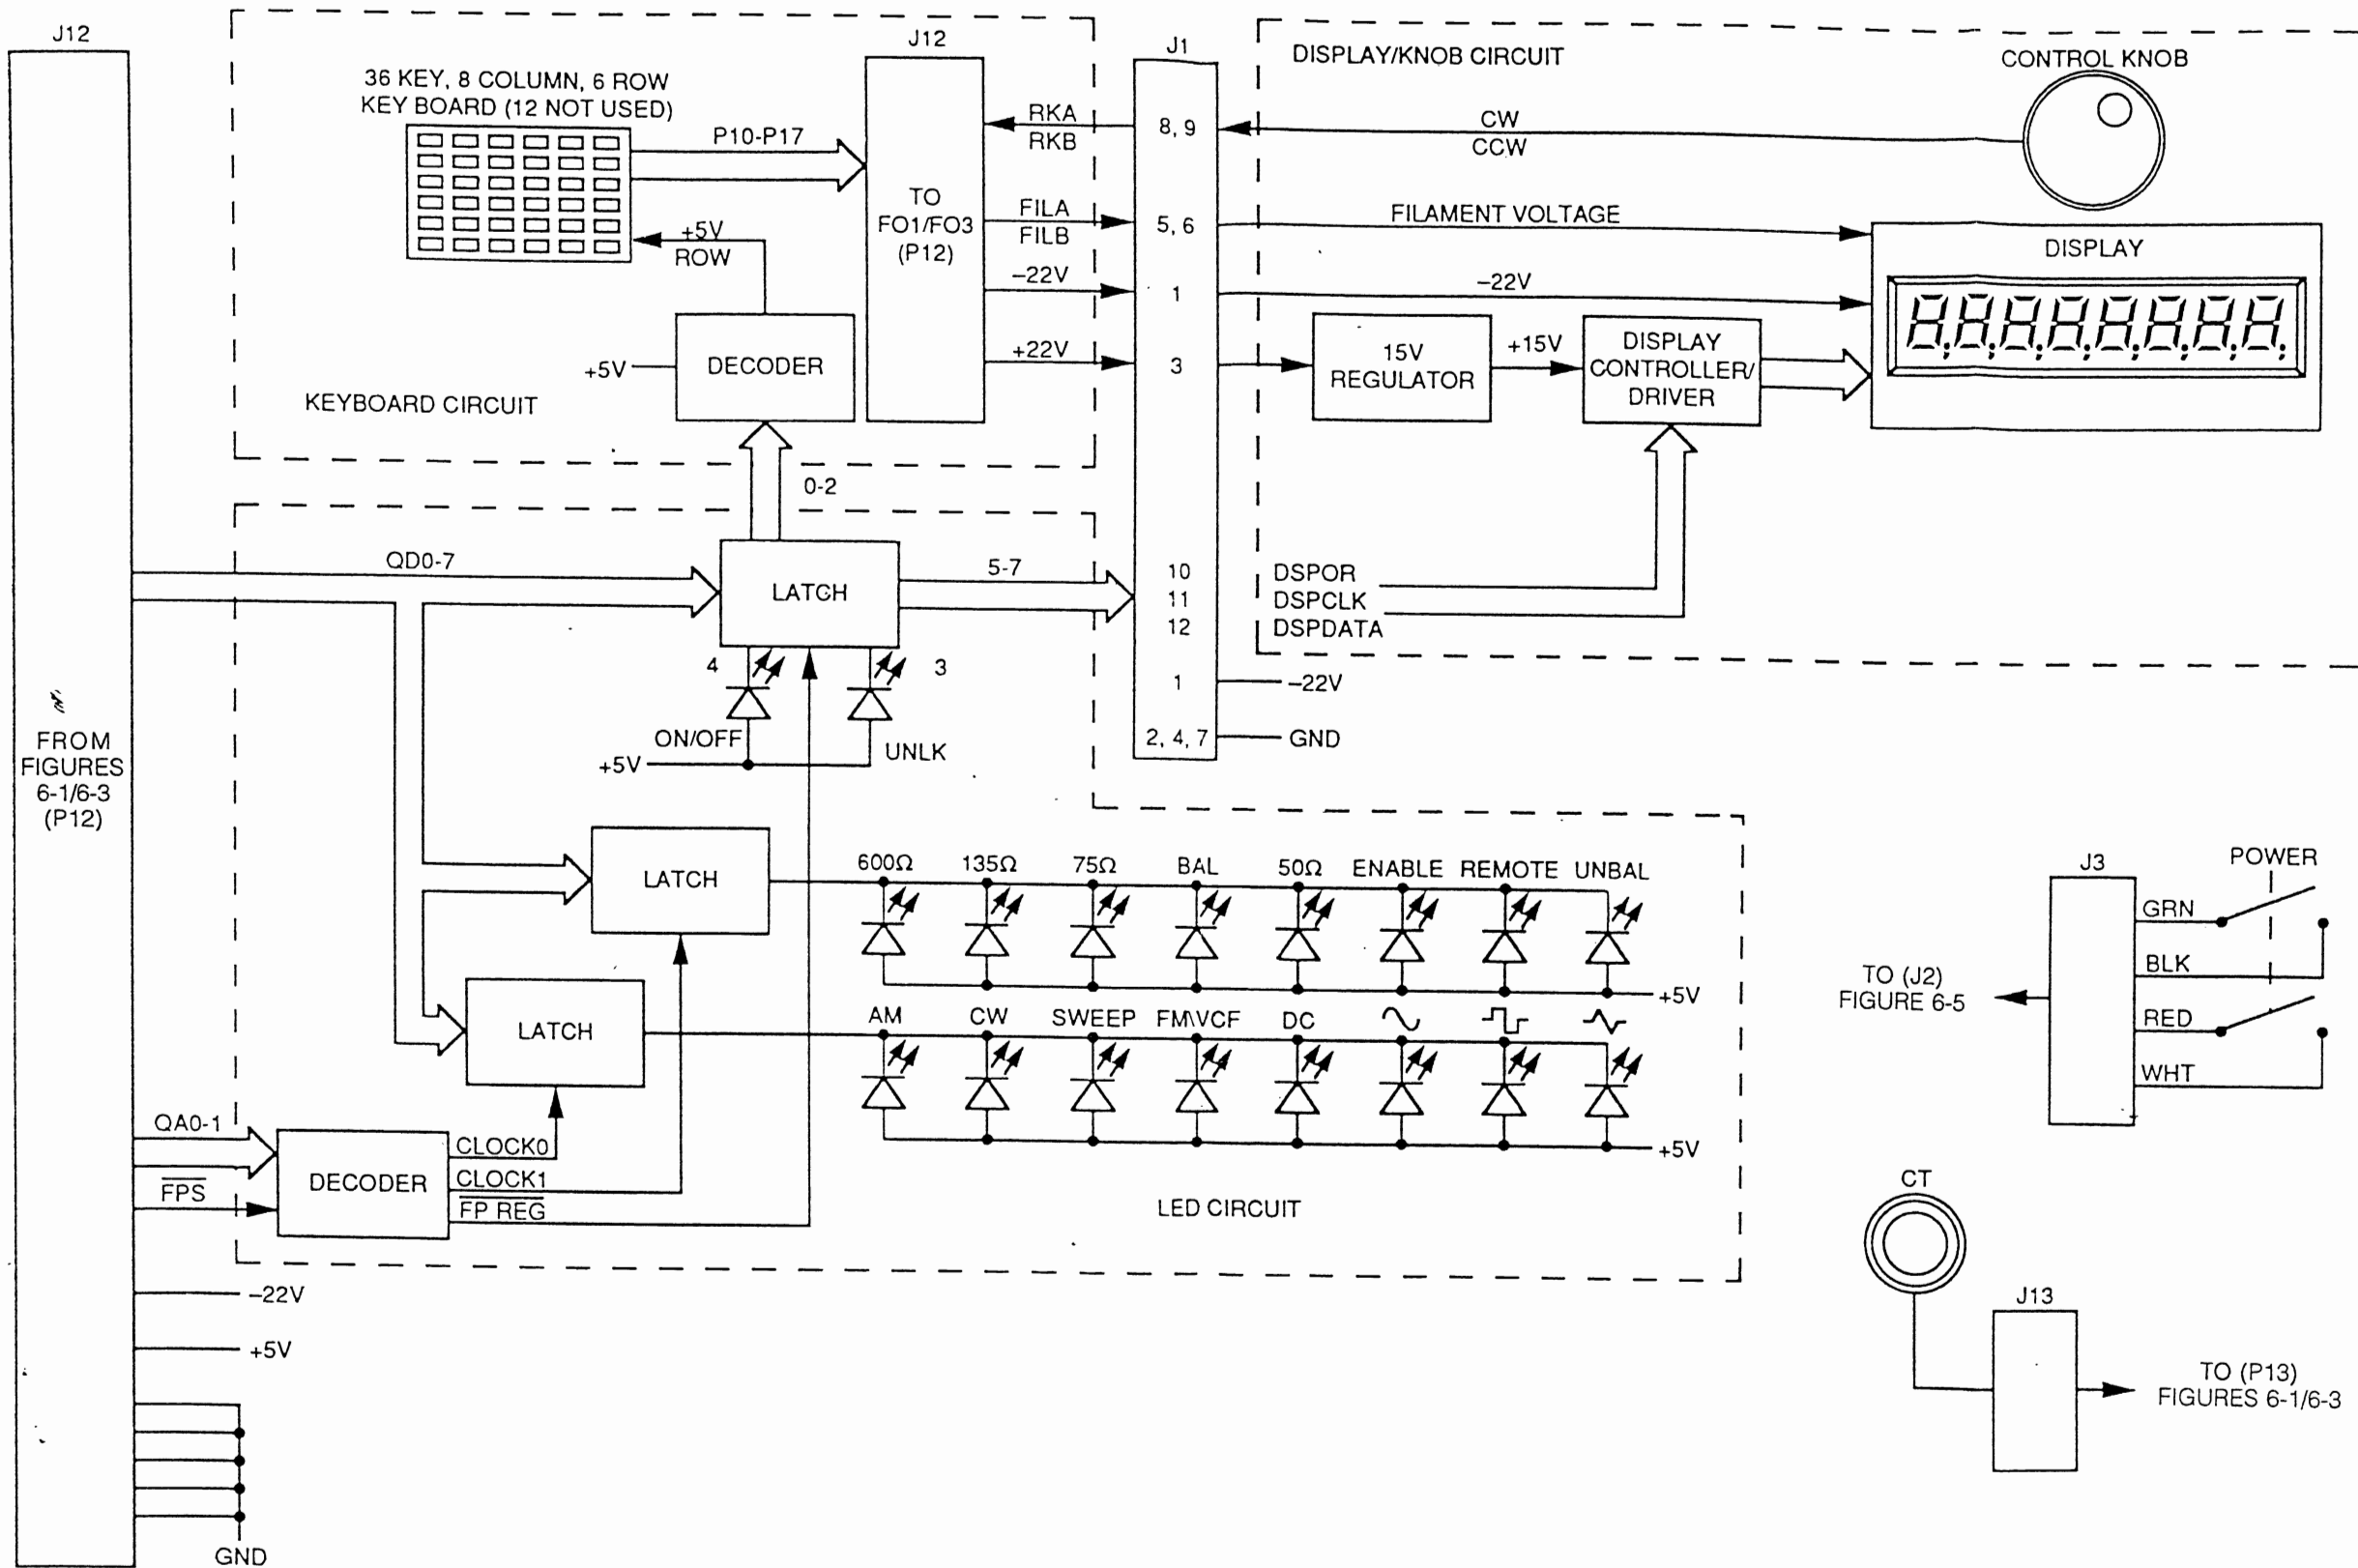 J12
FROM
FIGURES
6-1/6-3
(P12)
36 KEY, 8 COLUMN, 6 ROW
KEY BOARD (12 NOT USED)
P10-P17
+5V
ROW
+5V
DECODER
KEYBOARD CIRCUIT
J12
TO
FO1/FO3
(P12)
RKA
RKB
FILA
FILB
–22V
+22V
J1
8, 9
5, 6
1
3
10
11
12
1
2, 4, 7
–22V
GND
DISPLAY/KNOB CIRCUIT
CONTROL KNOB
CW
CCW
FILAMENT VOLTAGE
–22V
DISPLAY
15V
REGULATOR
+15V
DISPLAY
CONTROLLER/
DRIVER
DSPOR
DSPCLK
DSPDATA
0-2
QD0-7
LATCH
5-7
4
3
ON/OFF
UNLK
+5V
LATCH
600Ω 135Ω 75Ω BAL 50Ω ENABLE REMOTE UNBAL
+5V
LATCH
AM CW SWEEP FM\VCF DC
+5V
QA0-1
FPS
DECODER
CLOCK0
CLOCK1
FP REG
LED CIRCUIT
–22V
+5V
GND
J3
POWER
GRN
BLK
RED
WHT
TO (J2)
FIGURE 6-5
CT
J13
TO (P13)
FIGURES 6-1/6-3